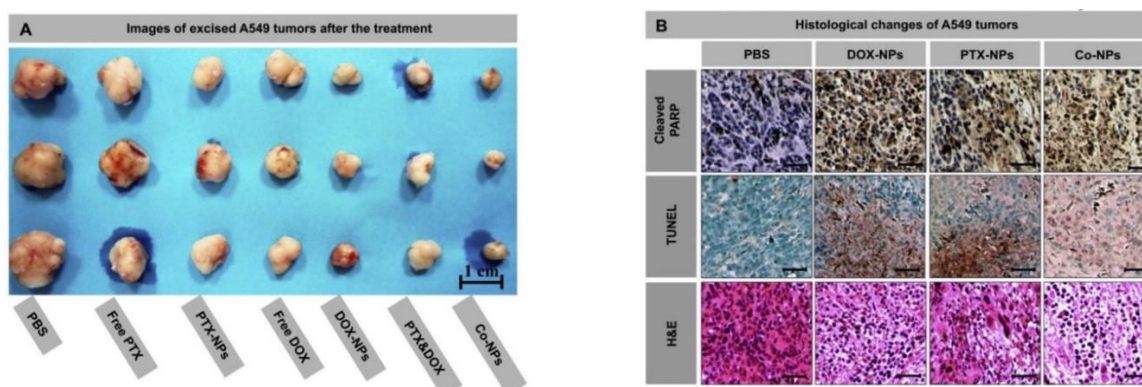 A Images of excised A549 tumors after the treatment
1 cm
PBS
Free PTX
PTX-NPs
Free DOX
DOX-NPs
PTX&DOX
Co-NPs
B Histological changes of A549 tumors
PBS DOX-NPs PTX-NPs Co-NPs
Cleaved
PARP
TUNEL
H&E